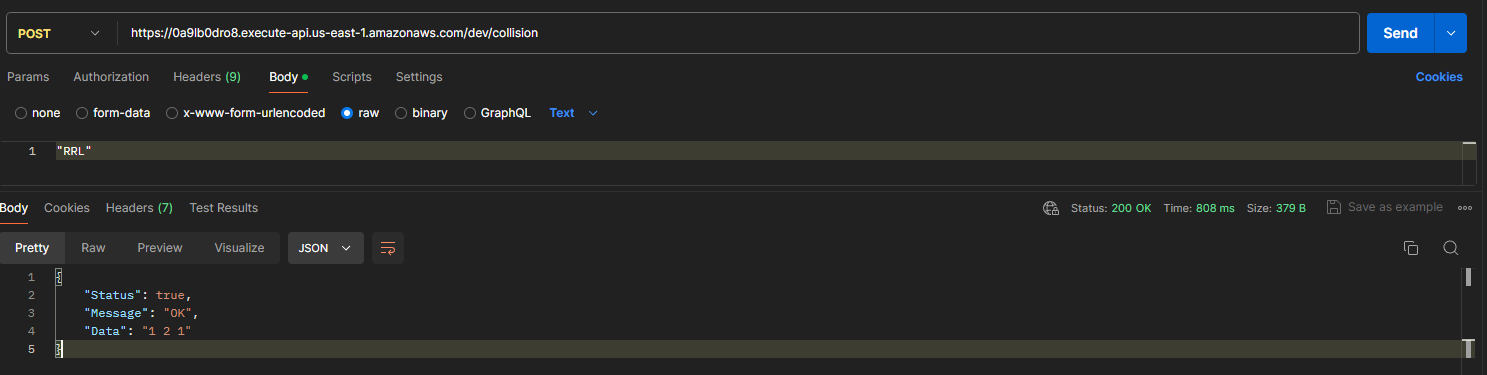 POST https://0a9lb0dro8.execute-api.us-east-1.amazonaws.com/dev/collision Send
Params Authorization Headers (9) Body Scripts Settings Cookies
none form-data x-www-form-urlencoded raw binary GraphQL Text
1 "RRL"
Body Cookies Headers (7) Test Results Status: 200 OK Time: 808 ms Size: 379 B Save as example
Pretty Raw Preview Visualize JSON
1 {
2 "Status": true,
3 "Message": "OK",
4 "Data": "1 2 1"
5 }